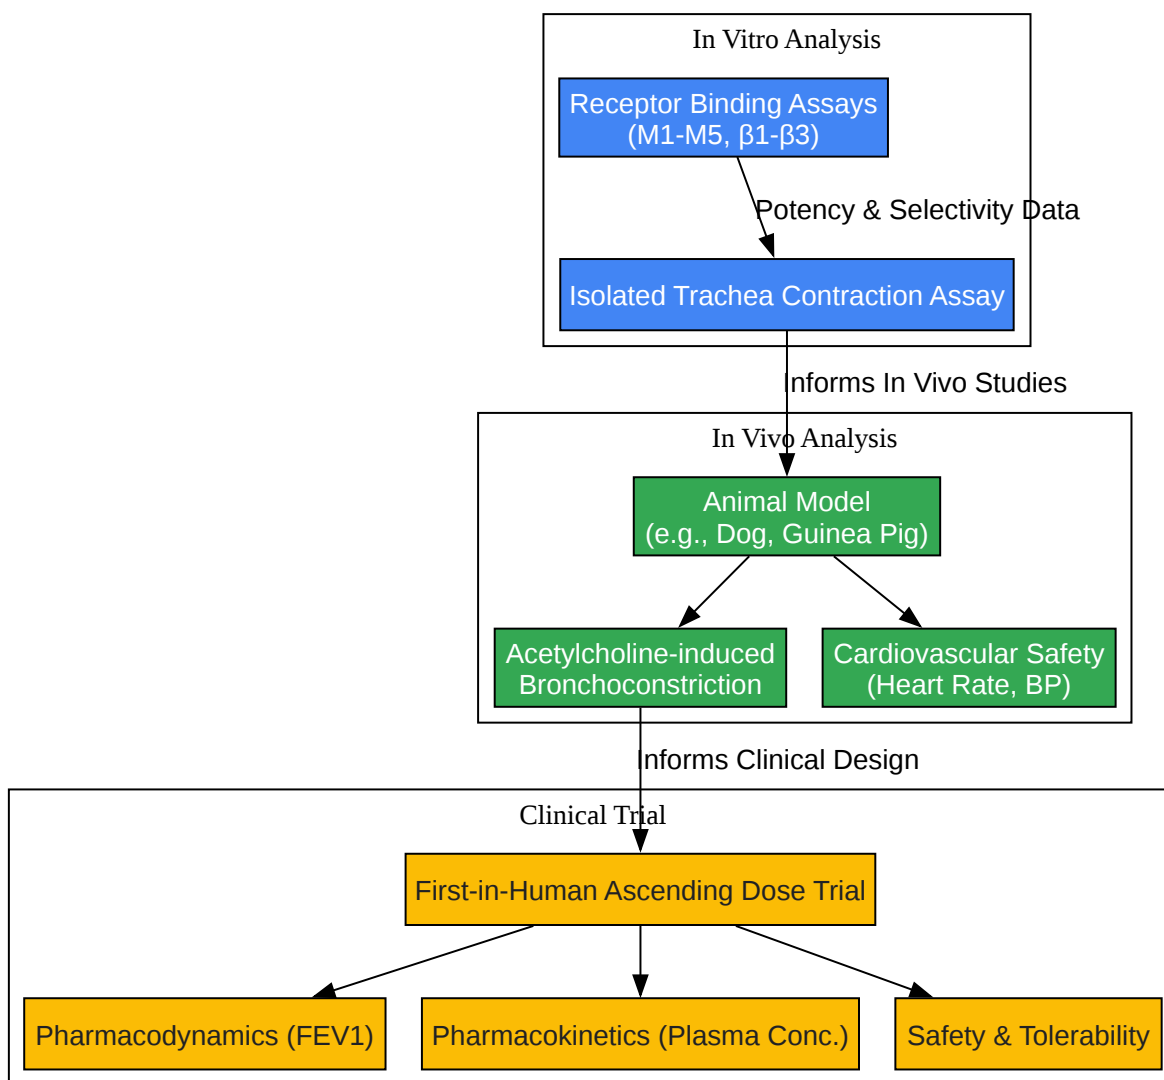 In Vitro Analysis
Receptor Binding Assays
(M1-M5, β1-β3)
Potency & Selectivity Data
Isolated Trachea Contraction Assay
Informs In Vivo Studies
In Vivo Analysis
Animal Model
(e.g., Dog, Guinea Pig)
Acetylcholine-induced
Bronchoconstriction
Cardiovascular Safety
(Heart Rate, BP)
Informs Clinical Design
Clinical Trial
First-in-Human Ascending Dose Trial
Pharmacodynamics (FEV1)
Pharmacokinetics (Plasma Conc.)
Safety & Tolerability